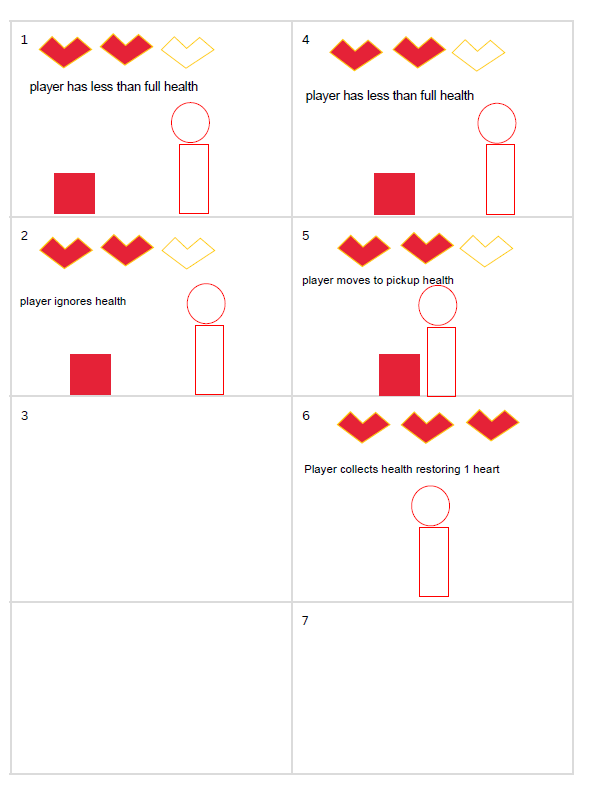 1
player has less than full health
2
player ignores health
3
4
player has less than full health
5
player moves to pickup health
6
Player collects health restoring 1 heart
7